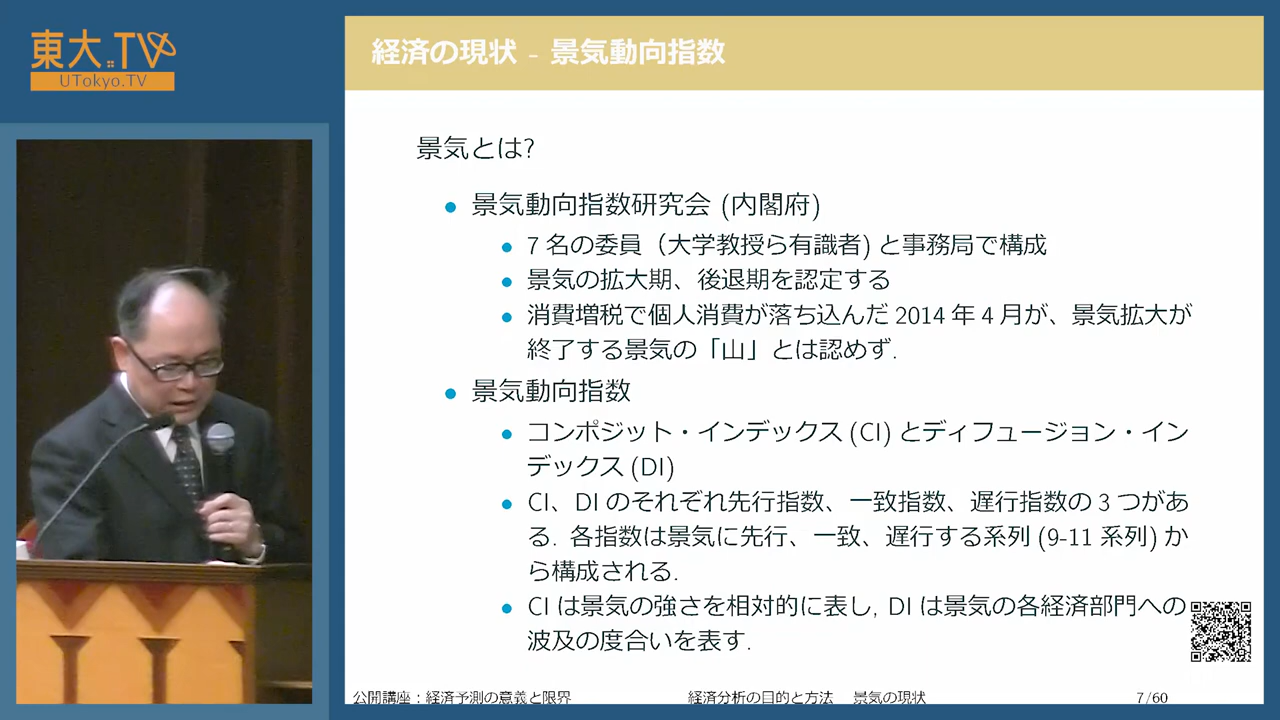 東大.TV
UTokyo.TV
経済の現状 - 景気動向指数
景気とは?
景気動向指数研究会 (内閣府)
7 名の委員（大学教授ら有識者) と事務局で構成
景気の拡大期、後退期を認定する
消費増税で個人消費が落ち込んだ 2014 年 4 月が、景気拡大が
終了する景気の「山」とは認めず.
景気動向指数
コンポジット・インデックス (CI) とディフュージョン・イン
デックス (DI)
CI、DI のそれぞれ先行指数、一致指数、遅行指数の 3 つがあ
る. 各指数は景気に先行、一致、遅行する系列 (9-11 系列) か
ら構成される.
CI は景気の強さを相対的に表し, DI は景気の各経済部門への
波及の度合いを表す.
公開講座：経済予測の意義と限界
経済分析の目的と方法 景気の現状
7/60